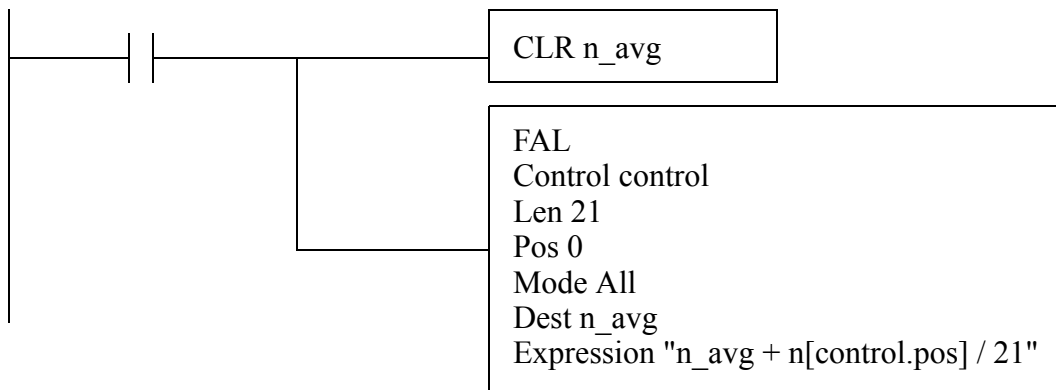 CLR n_avg
FAL
Control control
Len 21
Pos 0
Mode All
Dest n_avg
Expression "n_avg + n[control.pos] / 21"